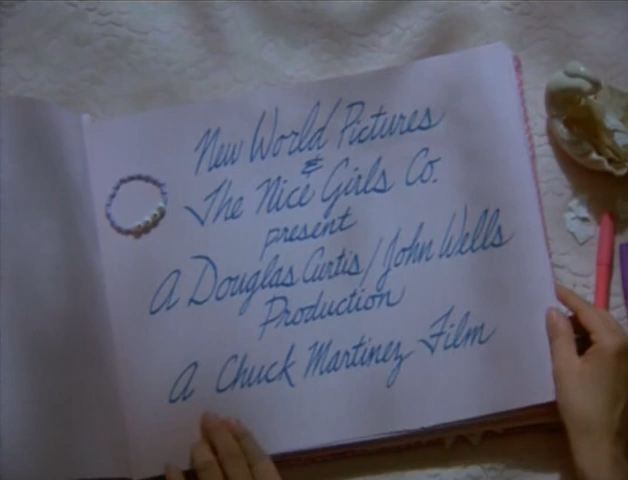 New World Pictures
&
The Nice Girls Co.
present
A Douglas Curtis/John Wells
Production
A Chuck Martinez Film